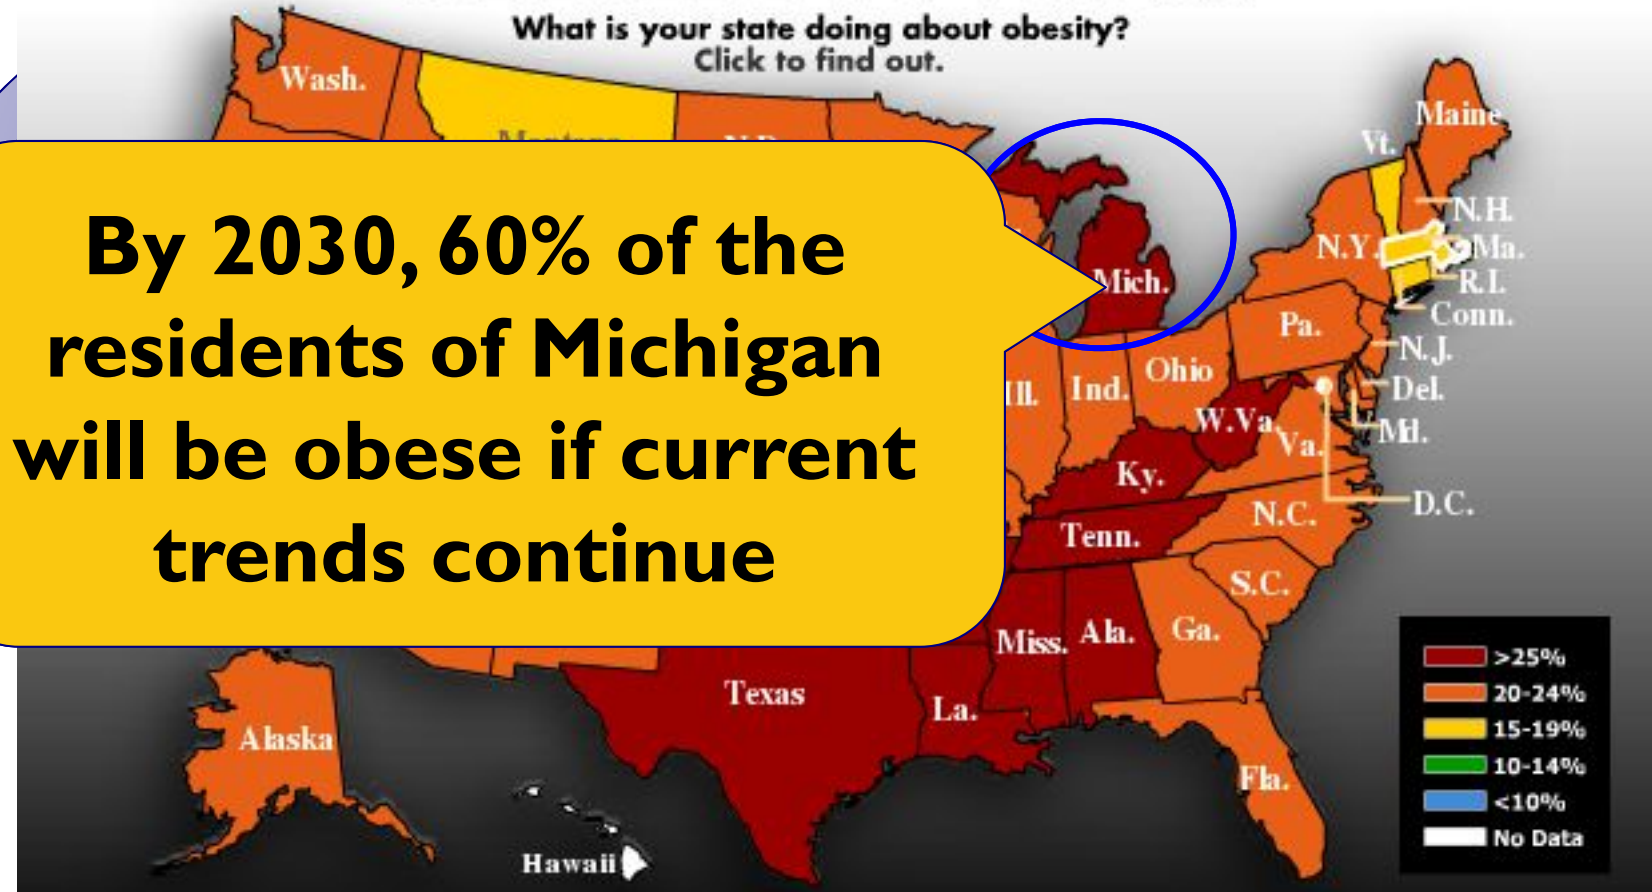 What is your state doing about obesity?
Click to find out.
Wash.
Maine
Vt.
N.H.
N.Y.
Ma.
R.I.
Conn.
Mich.
Pa.
N.J.
Del.
Md.
Ohio
Ind.
Ill.
W.Va.
Va.
Ky.
D.C.
N.C.
Tenn.
S.C.
Miss.
Ala.
Ga.
Texas
La.
Fla.
Alaska
Hawaii
By 2030, 60% of the
residents of Michigan
will be obese if current
trends continue
>25%
20-24%
15-19%
10-14%
<10%
No Data